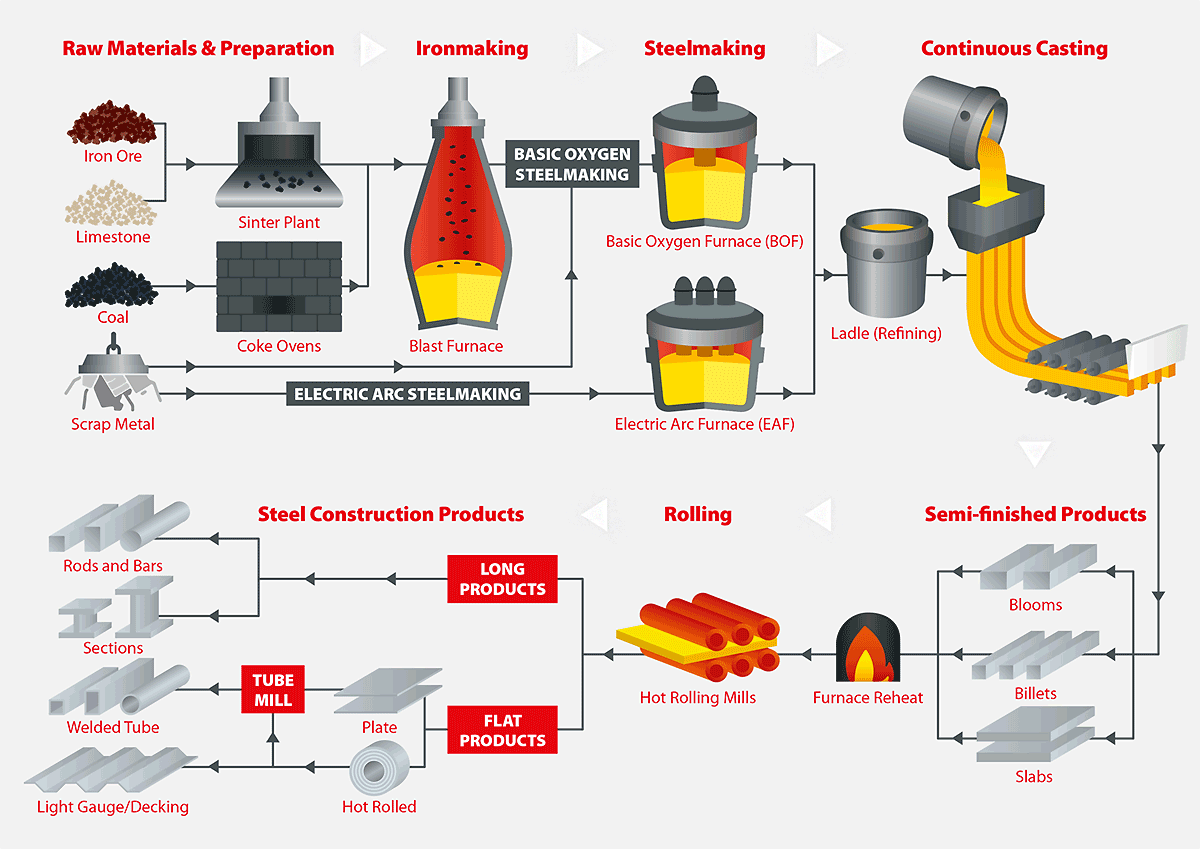 Raw Materials & Preparation
Ironmaking
Steelmaking
Continuous Casting
Iron Ore
Limestone
Coal
Scrap Metal
Sinter Plant
Coke Ovens
Blast Furnace
BASIC OXYGEN
STEELMAKING
ELECTRIC ARC STEELMAKING
Basic Oxygen Furnace (BOF)
Electric Arc Furnace (EAF)
Ladle (Refining)
Steel Construction Products
Rolling
Semi-finished Products
Rods and Bars
Sections
Welded Tube
Light Gauge/Decking
LONG
PRODUCTS
TUBE
MILL
Plate
Hot Rolled
FLAT
PRODUCTS
Hot Rolling Mills
Furnace Reheat
Blooms
Billets
Slabs